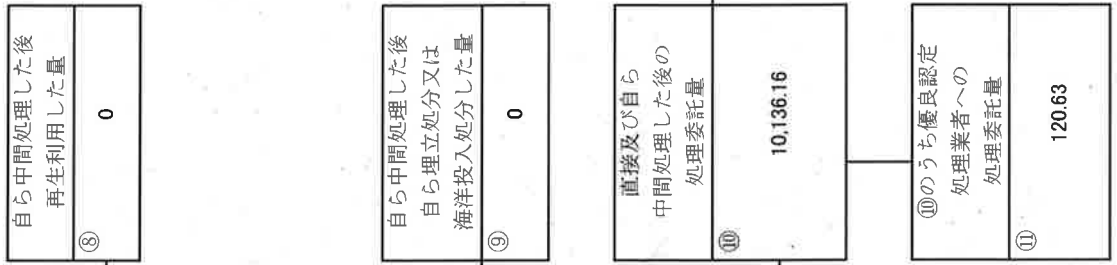 自ら中間処理した後
再生利用した量
⑧
0
自ら中間処理した後
自ら埋立処分又は
海洋投入処分した量
⑨
0
直接及び自ら
中間処理した後の
処理委託量
⑩
10,136.16
⑩のうち優良認定
処理業者への
処理委託量
⑪
120.63